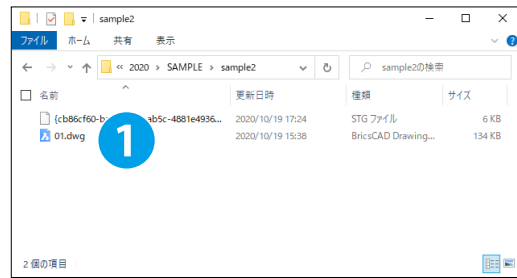 sample2
ファイル ホーム 共有 表示
« 2020 > SAMPLE > sample2 sample2の検索
名前 更新日時 種類 サイズ
{cb86cf60-b ab5c-4881e4936... 2020/10/19 17:24 STG ファイル 6 KB
01.dwg 2020/10/19 15:38 BricsCAD Drawing... 134 KB
1
2 個の項目